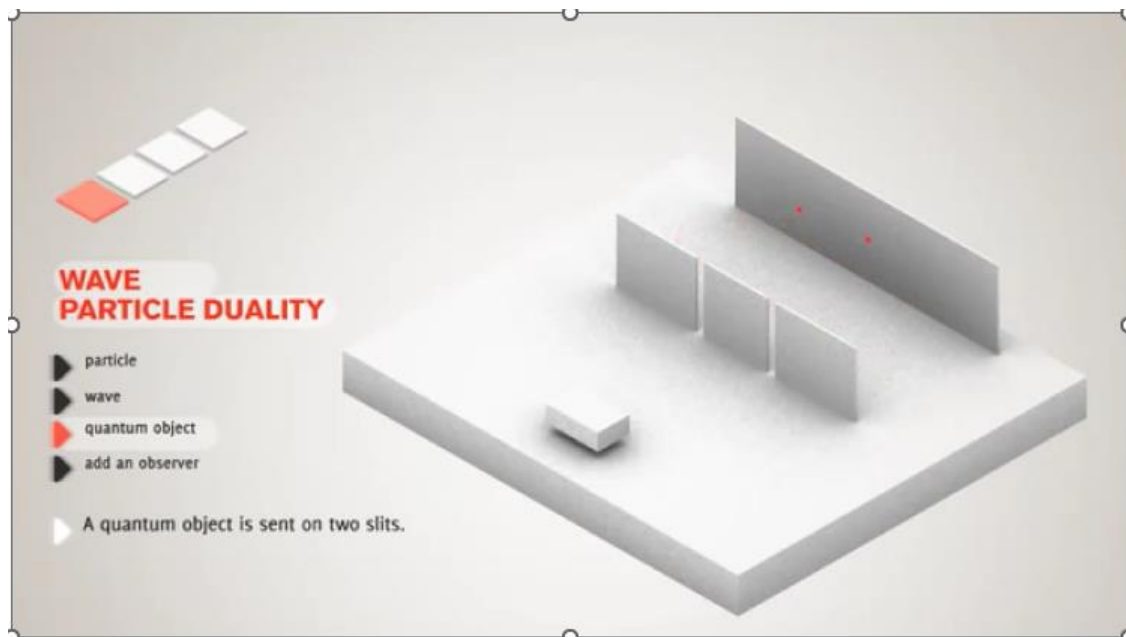 WAVE
PARTICLE DUALITY
particle
wave
quantum object
add an observer
A quantum object is sent on two slits.